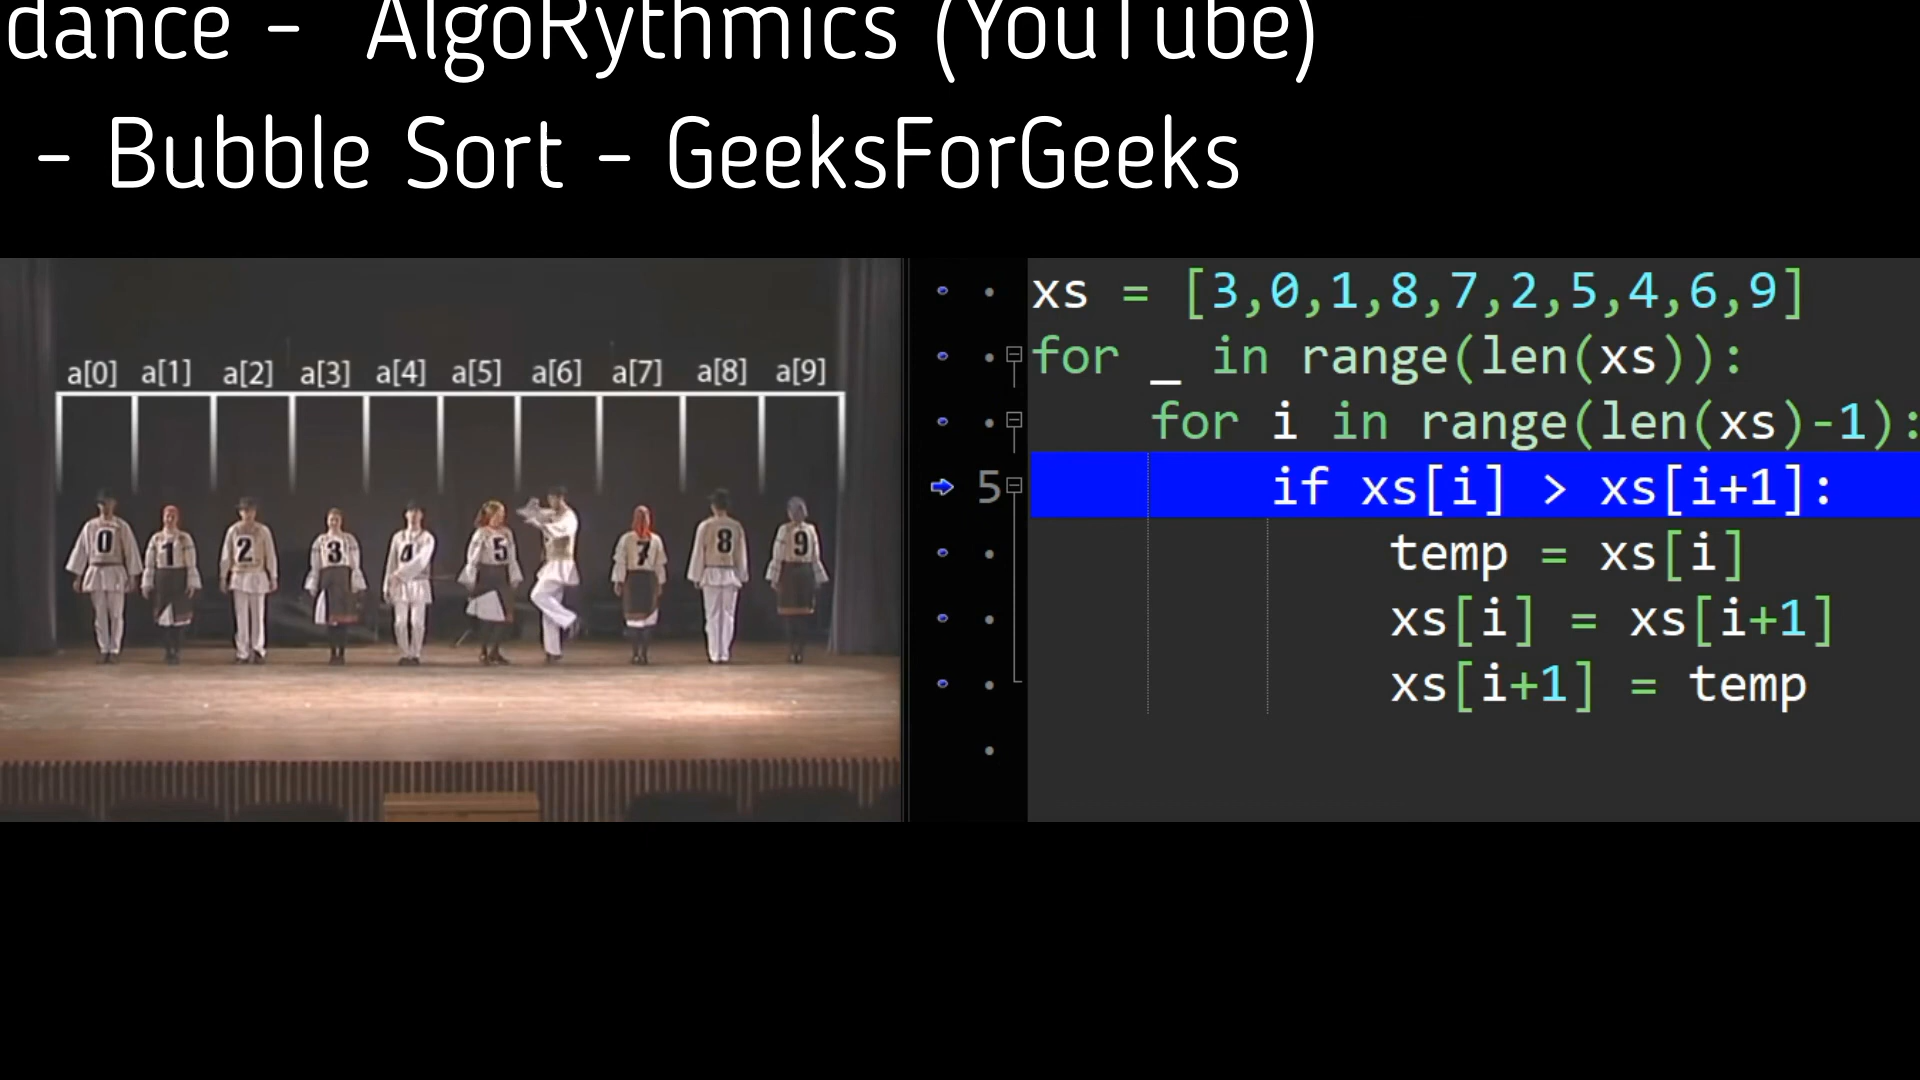 dance - AlgoRythmics (YouTube)
- Bubble Sort - GeeksForGeeks
a[0] a[1] a[2] a[3] a[4] a[5] a[6] a[7] a[8] a[9]
0 1 2 3 4 5 7 8 9
xs = [3,0,1,8,7,2,5,4,6,9]
for _ in range(len(xs)):
for i in range(len(xs)-1):
5 if xs[i] > xs[i+1]:
temp = xs[i]
xs[i] = xs[i+1]
xs[i+1] = temp